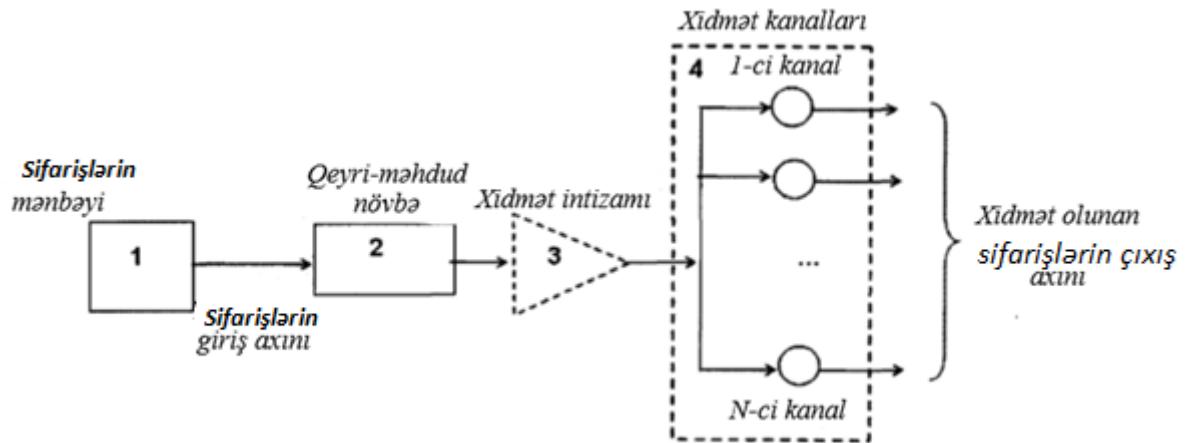 Xidmət kanalları
4
1-ci kanal
Sifarişlərin
mənbəyi
1
Sifarişlərin
giriş axını
Qeyri-məhdud
növbə
2
Xidmət intizamı
3
...
N-ci kanal
Xidmət olunan
sifarişlərin çıxış
axını